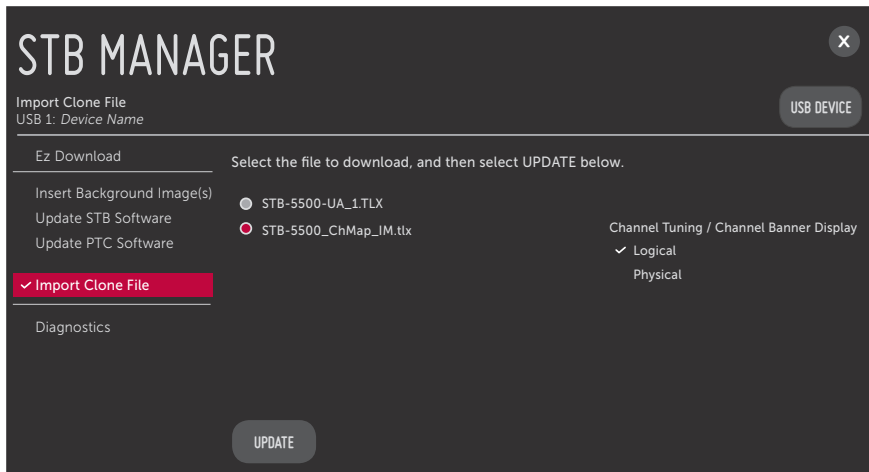 STB MANAGER
X
Import Clone File
USB 1: Device Name
USB DEVICE
Ez Download
Insert Background Image(s)
Update STB Software
Update PTC Software
Import Clone File
Diagnostics
Select the file to download, and then select UPDATE below.
STB-5500-UA_1.TLX
STB-5500_ChMap_IM.tlx
Channel Tuning / Channel Banner Display
Logical
Physical
UPDATE